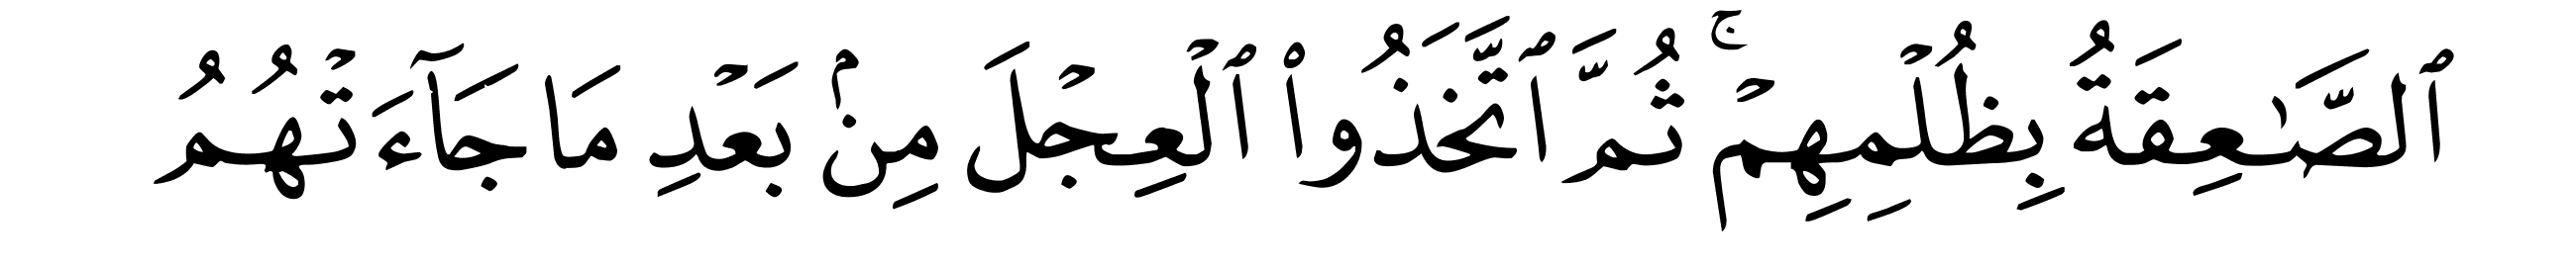 ٱلصَّٰعِقَةُ بِظُلْمِهِمْ ۚ ثُمَّ ٱتَّخَذُوا۟ ٱلْعِجْلَ مِنۢ بَعْدِ مَا جَآءَتْهُمُ